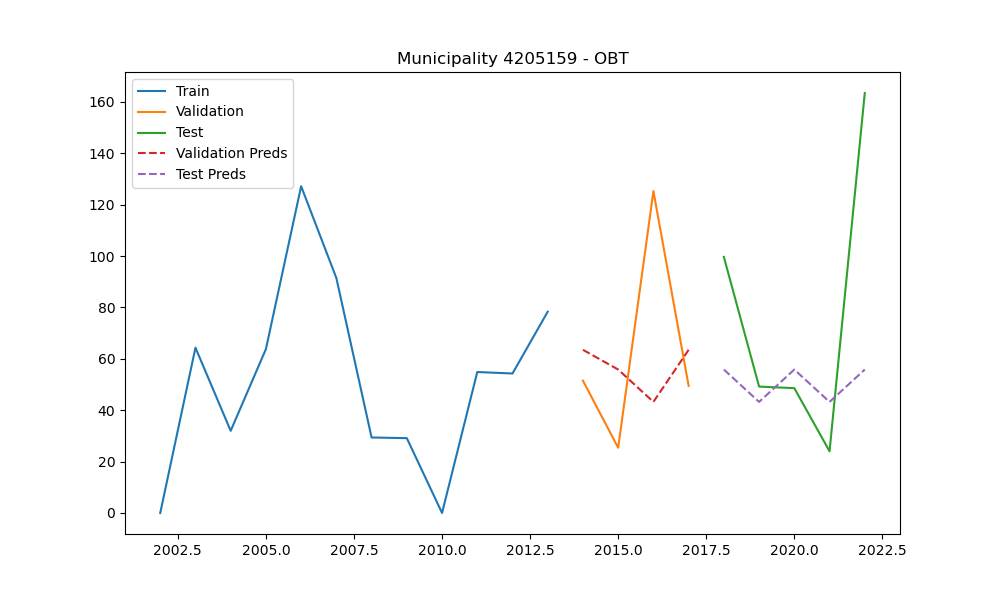 Municipality 4205159 - OBT
Train
Validation
Test
Validation Preds
Test Preds
160
140
120
100
80
60
40
20
0
2002.5 2005.0 2007.5 2010.0 2012.5 2015.0 2017.5 2020.0 2022.5